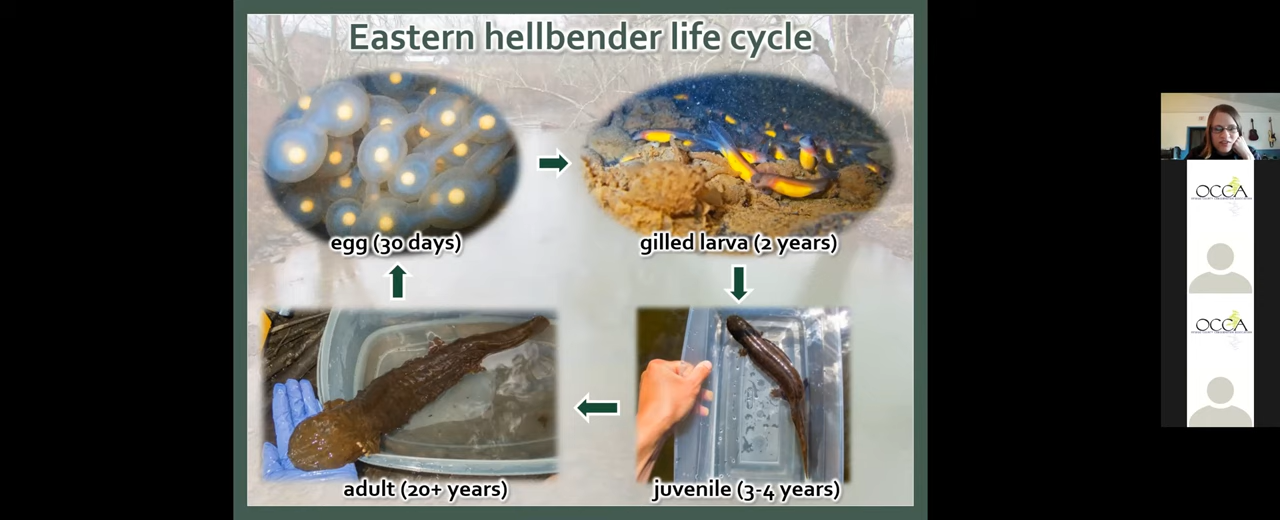 Eastern hellbender life cycle
egg (30 days)
gilled larva (2 years)
adult (20+ years)
juvenile (3-4 years)
OCCA
OCCA